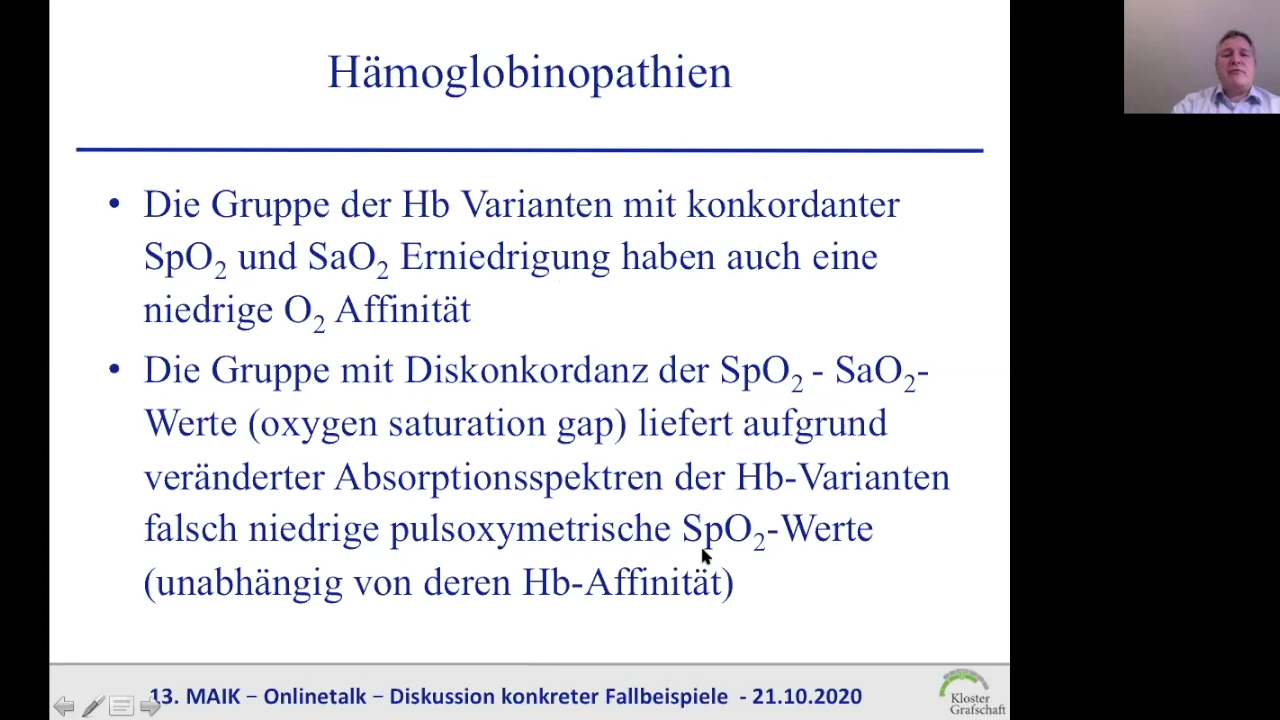 Hämoglobinopathien
• Die Gruppe der Hb Varianten mit konkordanter
SpO₂ und SaO₂ Erniedrigung haben auch eine
niedrige O₂ Affinität
• Die Gruppe mit Diskonkordanz der SpO₂ - SaO₂-
Werte (oxygen saturation gap) liefert aufgrund
veränderter Absorptionsspektren der Hb-Varianten
falsch niedrige pulsoxymetrische SpO₂-Werte
(unabhängig von deren Hb-Affinität)
13. MAIK – Onlinetalk – Diskussion konkreter Fallbeispiele - 21.10.2020
Kloster
Grafschaft